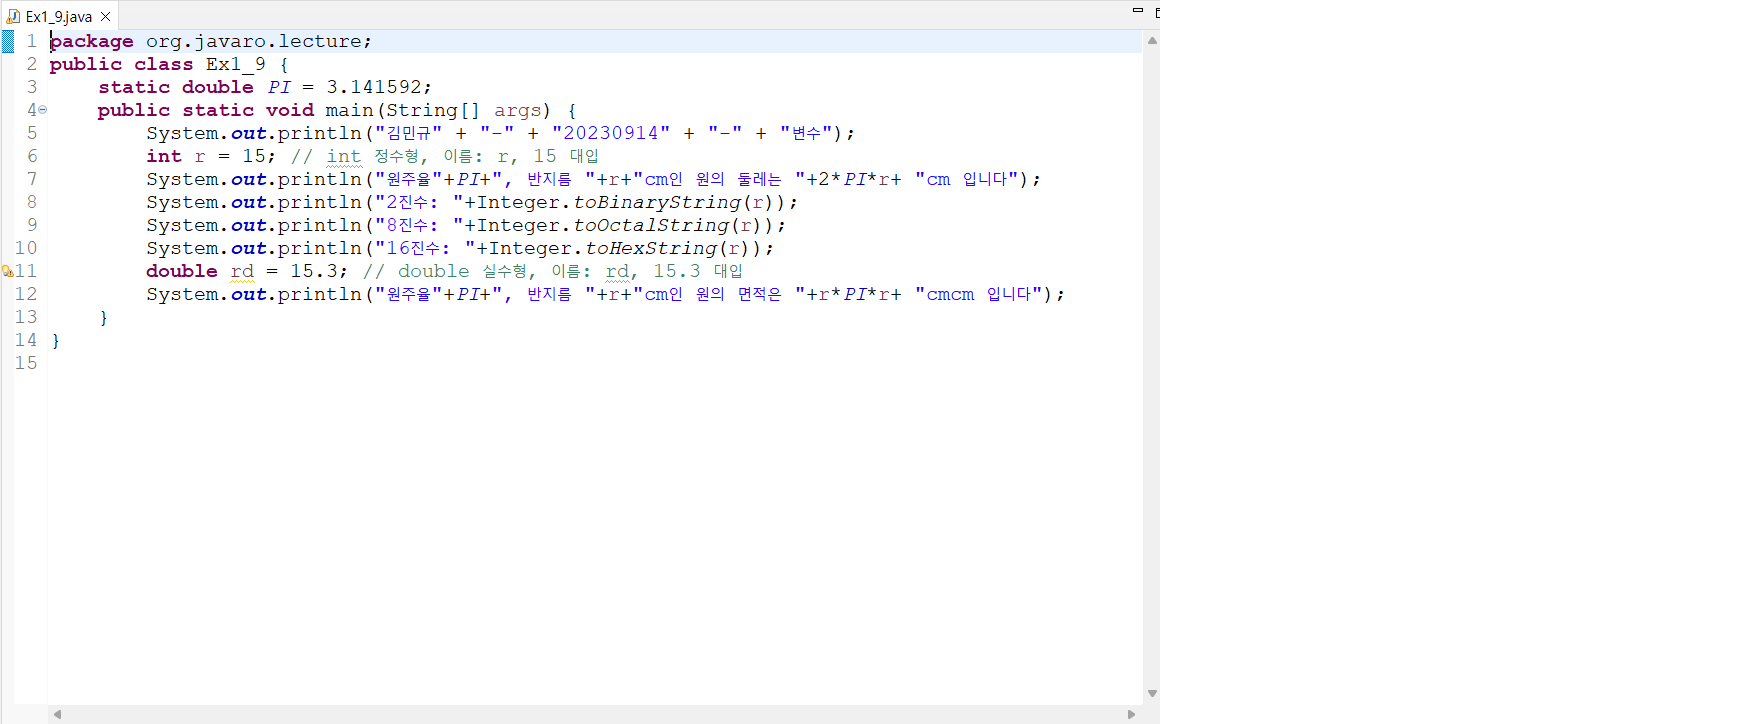 Ex1_9.java
1 package org.javaro.lecture;
2 public class Ex1_9 {
3     static double PI = 3.141592;
4     public static void main(String[] args) {
5         System.out.println("김민규" + "-" + "20230914" + "-" + "변수");
6         int r = 15; // int 정수형, 이름: r, 15 대입
7         System.out.println("원주율"+PI+", 반지름 "+r+"cm인 원의 둘레는 "+2*PI*r+ "cm 입니다");
8         System.out.println("2진수: "+Integer.toBinaryString(r));
9         System.out.println("8진수: "+Integer.toOctalString(r));
10         System.out.println("16진수: "+Integer.toHexString(r));
11         double rd = 15.3; // double 실수형, 이름: rd, 15.3 대입
12         System.out.println("원주율"+PI+", 반지름 "+r+"cm인 원의 면적은 "+r*PI*r+ "cmcm 입니다");
13     }
14 }
15